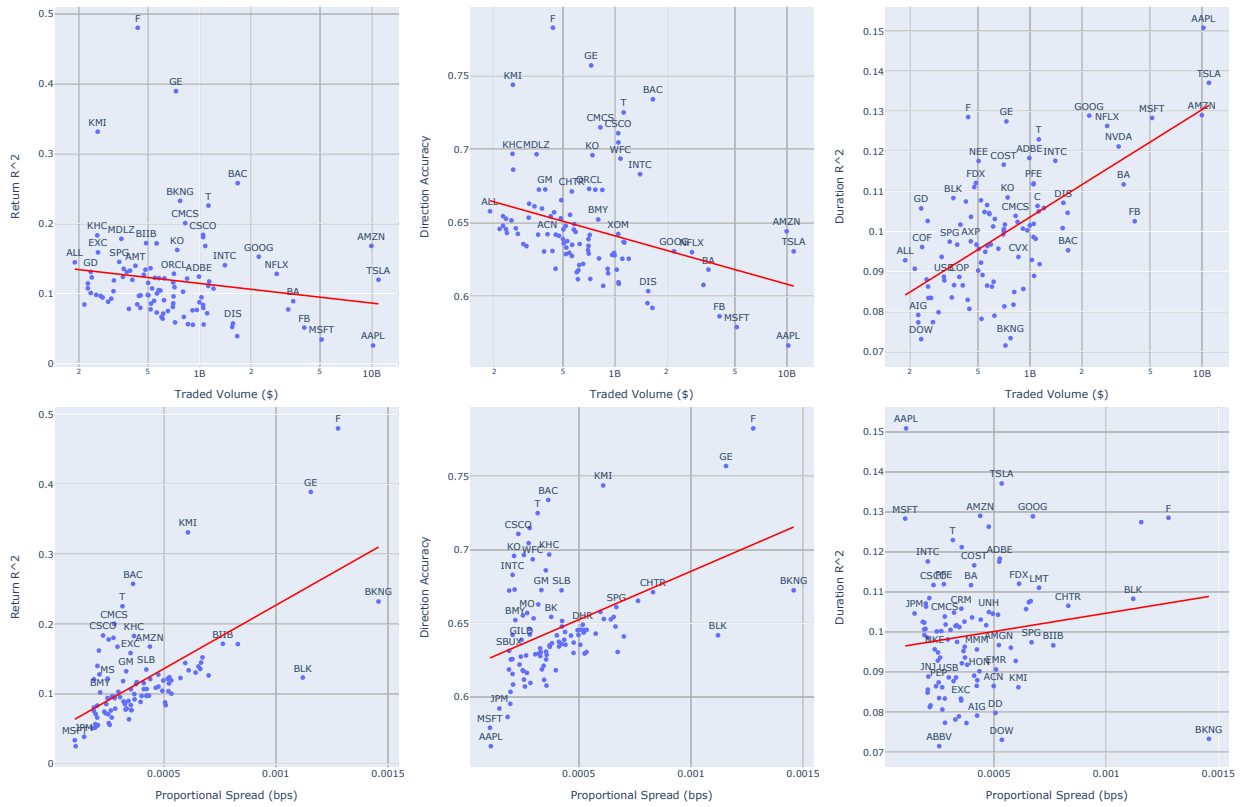 0.5
0.4
0.3
0.2
0.1
0
Return R^2
F
GE
KMI
BAC
BKNG
T
CMCS
CSCO
KHC
MDLZ
EXC
BIIB
KO
AMZN
ALL
SPG
AMT
INTC
GOOG
GD
ORCL
ADBE
NFLX
TSLA
BA
DIS
FB
MSFT
AAPL
2
5
1B
2
5
10B
Traded Volume ($)
0.75
0.7
0.65
0.6
Direction Accuracy
F
GE
KMI
BAC
T
CMCS
CSCO
KHC
MDLZ
KO
WFC
INTC
GM
CHTR
ORCL
ALL
BMY
ACN
XOM
AMZN
GOOG
NFLX
TSLA
BA
DIS
FB
MSFT
AAPL
2
5
1B
2
5
10B
Traded Volume ($)
0.15
0.14
0.13
0.12
0.11
0.1
0.09
0.08
0.07
Duration R^2
AAPL
TSLA
F
GE
GOOG
NFLX
MSFT
AMZN
T
NVDA
NEE
COST
ADBE
INTC
FDX
PFE
BA
BLK
KO
C
DIS
GD
CMCS
FB
COF
SPG
AXP
BAC
ALL
CVX
USB
COP
AIG
DOW
BKNG
2
5
1B
2
5
10B
Traded Volume ($)
0.5
0.4
0.3
0.2
0.1
0
Return R^2
F
GE
KMI
BAC
T
BKNG
CMCS
CSCO
KHC
AMZN
EXC
BIIB
GM
SLB
MS
BLK
BMY
JPM
MSFT
0.0005
0.001
0.0015
Proportional Spread (bps)
0.75
0.7
0.65
0.6
Direction Accuracy
F
GE
KMI
BAC
T
CSCO
KO
WFC
KHC
INTC
GM
SLB
CHTR
BKNG
MO
SPG
BMY
BK
DHR
GILD
BLK
SBUX
JPM
MSFT
AAPL
0.0005
0.001
0.0015
Proportional Spread (bps)
0.15
0.14
0.13
0.12
0.11
0.1
0.09
0.08
0.07
Duration R^2
AAPL
TSLA
MSFT
AMZN
GOOG
F
T
INTC
COST
ADBE
CSCO
PFE
BA
FDX
LMT
JPM
CRM
CHTR
BLK
CMCS
UNH
NKE
MMM
AMGN
SPG
BIIB
JNJ
PEP
USB
HON
EMR
KMI
EXC
ACN
AIG
DD
ABBV
DOW
BKNG
0.0005
0.001
0.0015
Proportional Spread (bps)